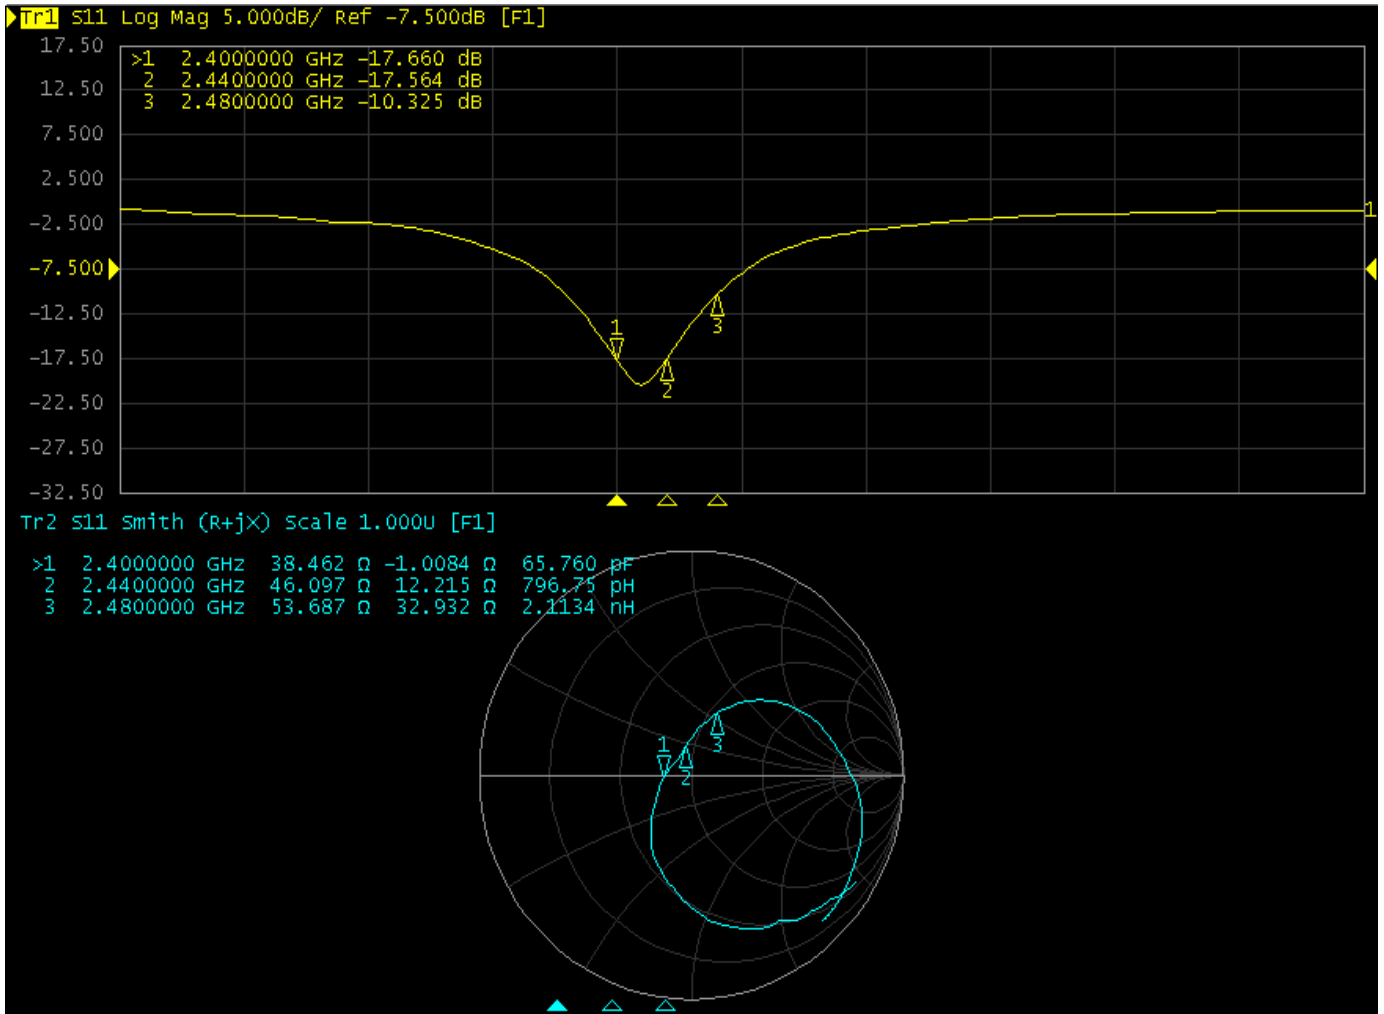 Tr1 S11 Log Mag 5.000dB/ Ref -7.500dB [F1]
17.50
>1 2.4000000 GHz -17.660 dB
2 2.4400000 GHz -17.564 dB
3 2.4800000 GHz -10.325 dB
12.50
7.500
2.500
-2.500
1
-7.500
-12.50
1
3
-17.50
2
-22.50
-27.50
-32.50
Tr2 S11 Smith (R+jX) Scale 1.000U [F1]
>1 2.4000000 GHz 38.462 Ω -1.0084 Ω 65.760 pF
2 2.4400000 GHz 46.097 Ω 12.215 Ω 796.75 pH
3 2.4800000 GHz 53.687 Ω 32.932 Ω 2.1134 nH
1
3
2